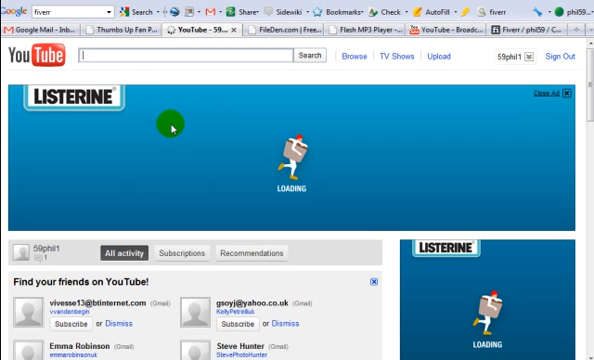 Google fiverr Search Share Sidewiki Bookmarks Check AutoFill fiverr phil59...
Google Mail - Inb... Thumbs Up Fan P... YouTube - 59... FileDen.com | Free... Flash MP3 Player -... YouTube - Broadc... Fiverr / phil59 / C...
YouTube Search Browse TV Shows Upload 59phil1 Sign Out
LISTERINE Close Ad
LOADING
59phil1
1
All activity Subscriptions Recommendations
LISTERINE
Find your friends on YouTube!
vivesse13@btinternet.com (Gmail) gsoyj@yahoo.co.uk (Gmail)
vvandenbegin KellyPetrelliuk
Subscribe or Dismiss Subscribe or Dismiss
LOADING
Emma Robinson (Gmail) Steve Hunter (Gmail)
emmarobinsonuk StevePhotoHunter